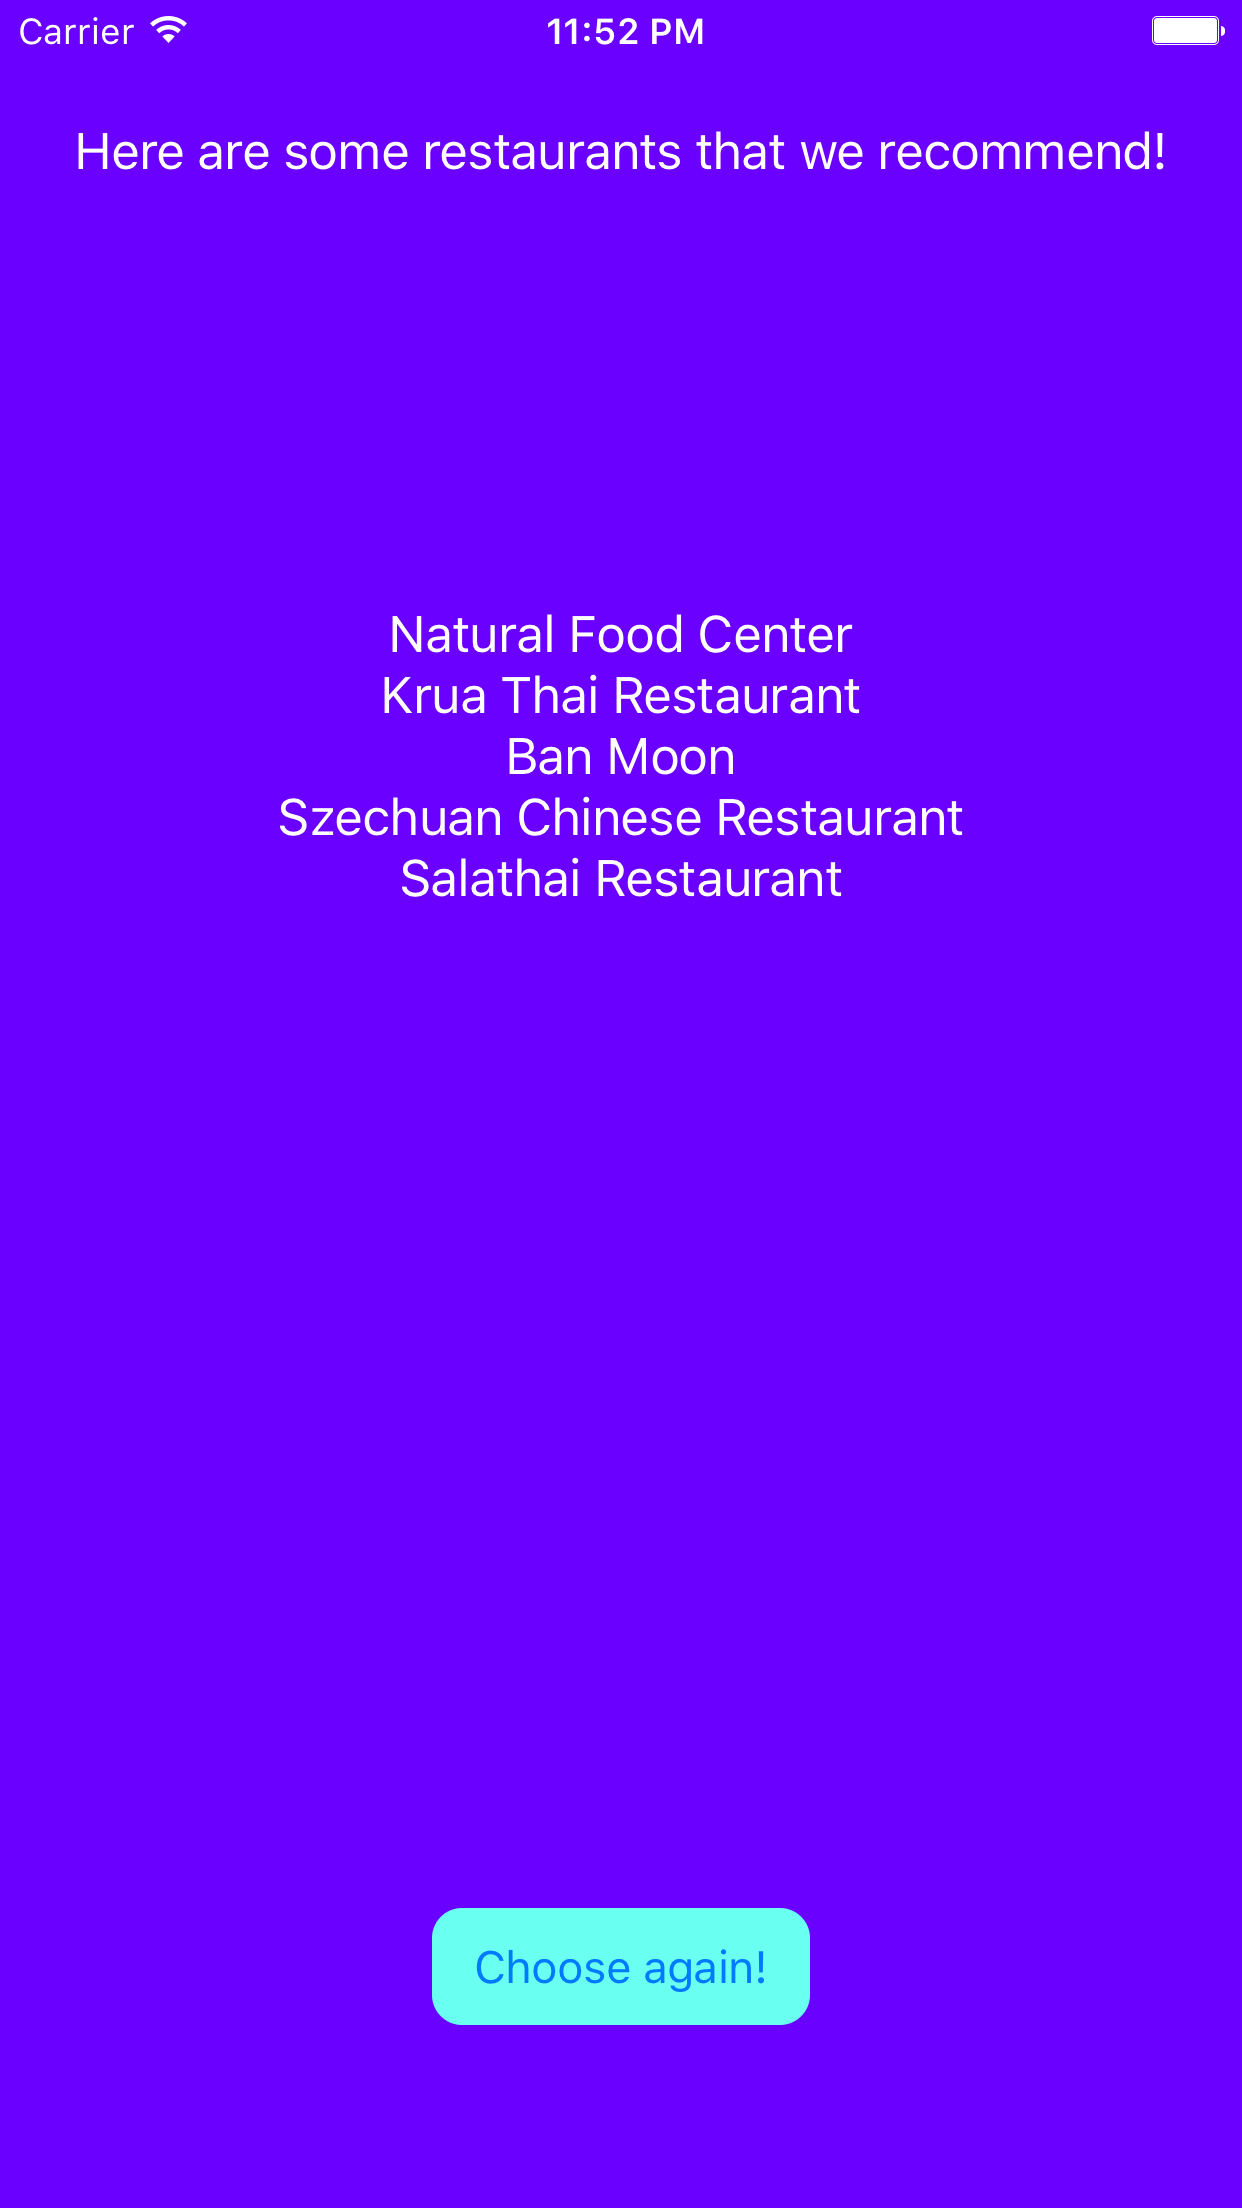 Carrier 11:52 PM
Here are some restaurants that we recommend!
Natural Food Center
Krua Thai Restaurant
Ban Moon
Szechuan Chinese Restaurant
Salathai Restaurant
Choose again!